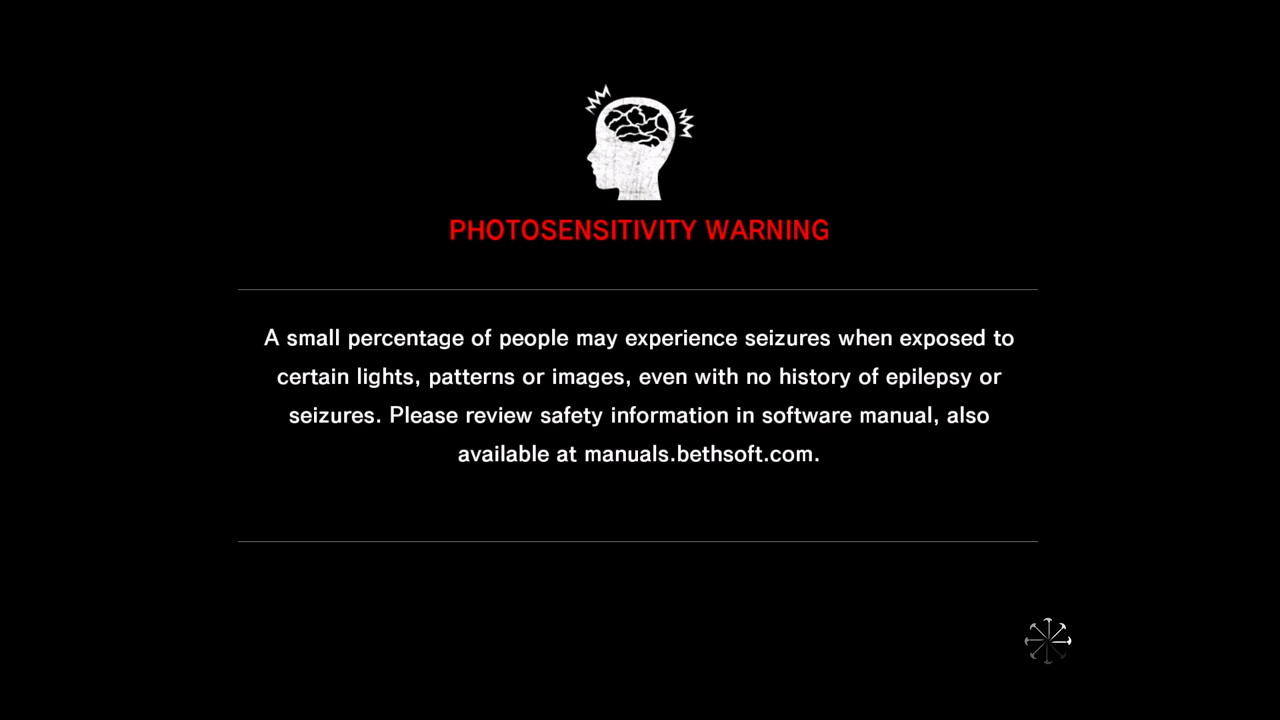 PHOTOSENSITIVITY WARNING
A small percentage of people may experience seizures when exposed to
certain lights, patterns or images, even with no history of epilepsy or
seizures. Please review safety information in software manual, also
available at manuals.bethsoft.com.